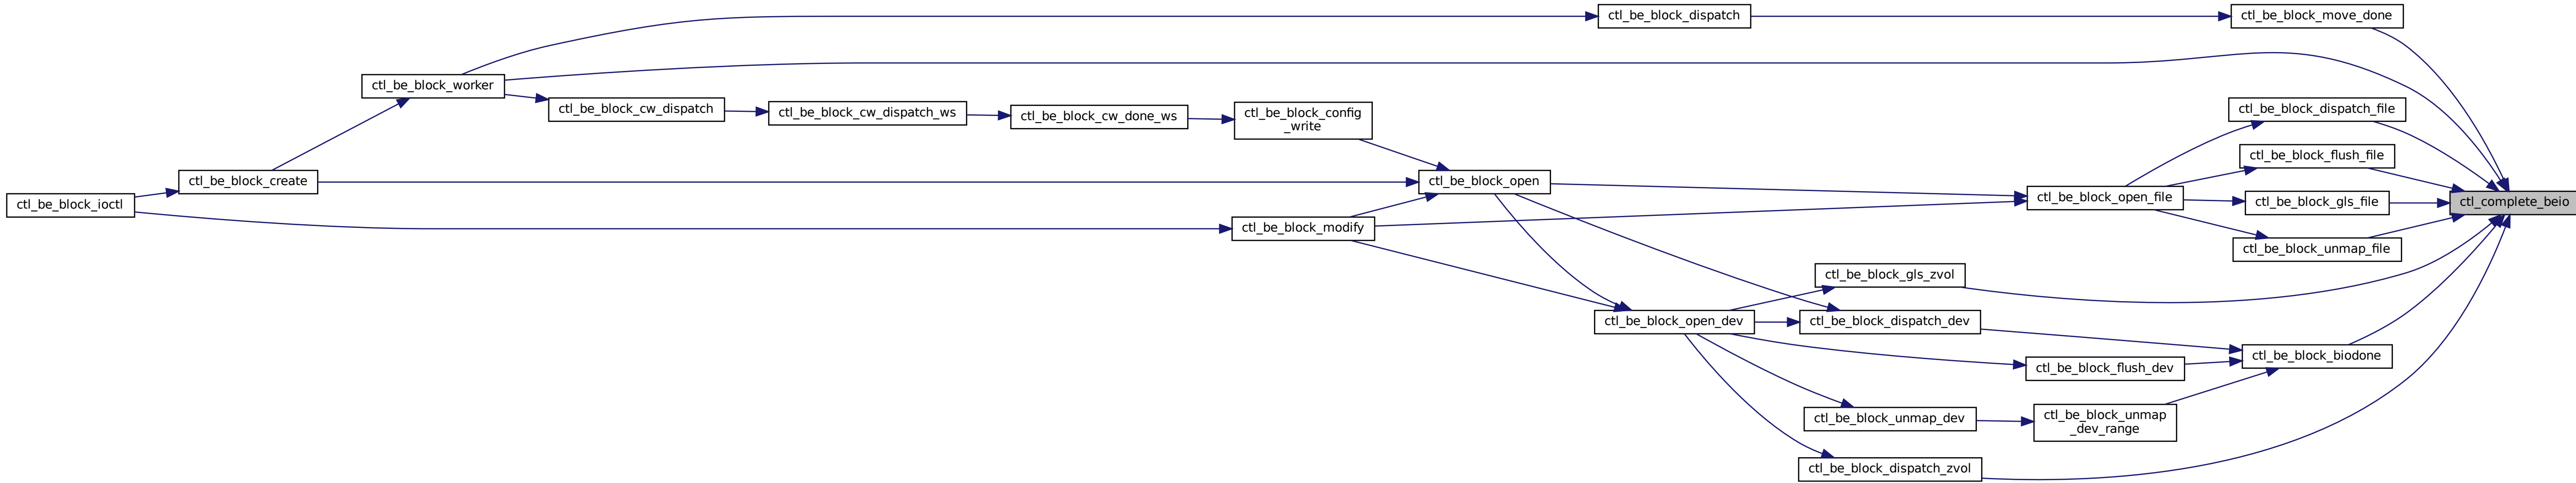 ctl_be_block_dispatch
ctl_be_block_move_done
ctl_be_block_worker
ctl_be_block_cw_dispatch
ctl_be_block_cw_dispatch_ws
ctl_be_block_cw_done_ws
ctl_be_block_config
_write
ctl_be_block_dispatch_file
ctl_be_block_flush_file
ctl_be_block_create
ctl_be_block_open
ctl_be_block_open_file
ctl_be_block_gls_file
ctl_complete_beio
ctl_be_block_ioctl
ctl_be_block_modify
ctl_be_block_unmap_file
ctl_be_block_gls_zvol
ctl_be_block_open_dev
ctl_be_block_dispatch_dev
ctl_be_block_biodone
ctl_be_block_flush_dev
ctl_be_block_unmap_dev
ctl_be_block_unmap
_dev_range
ctl_be_block_dispatch_zvol